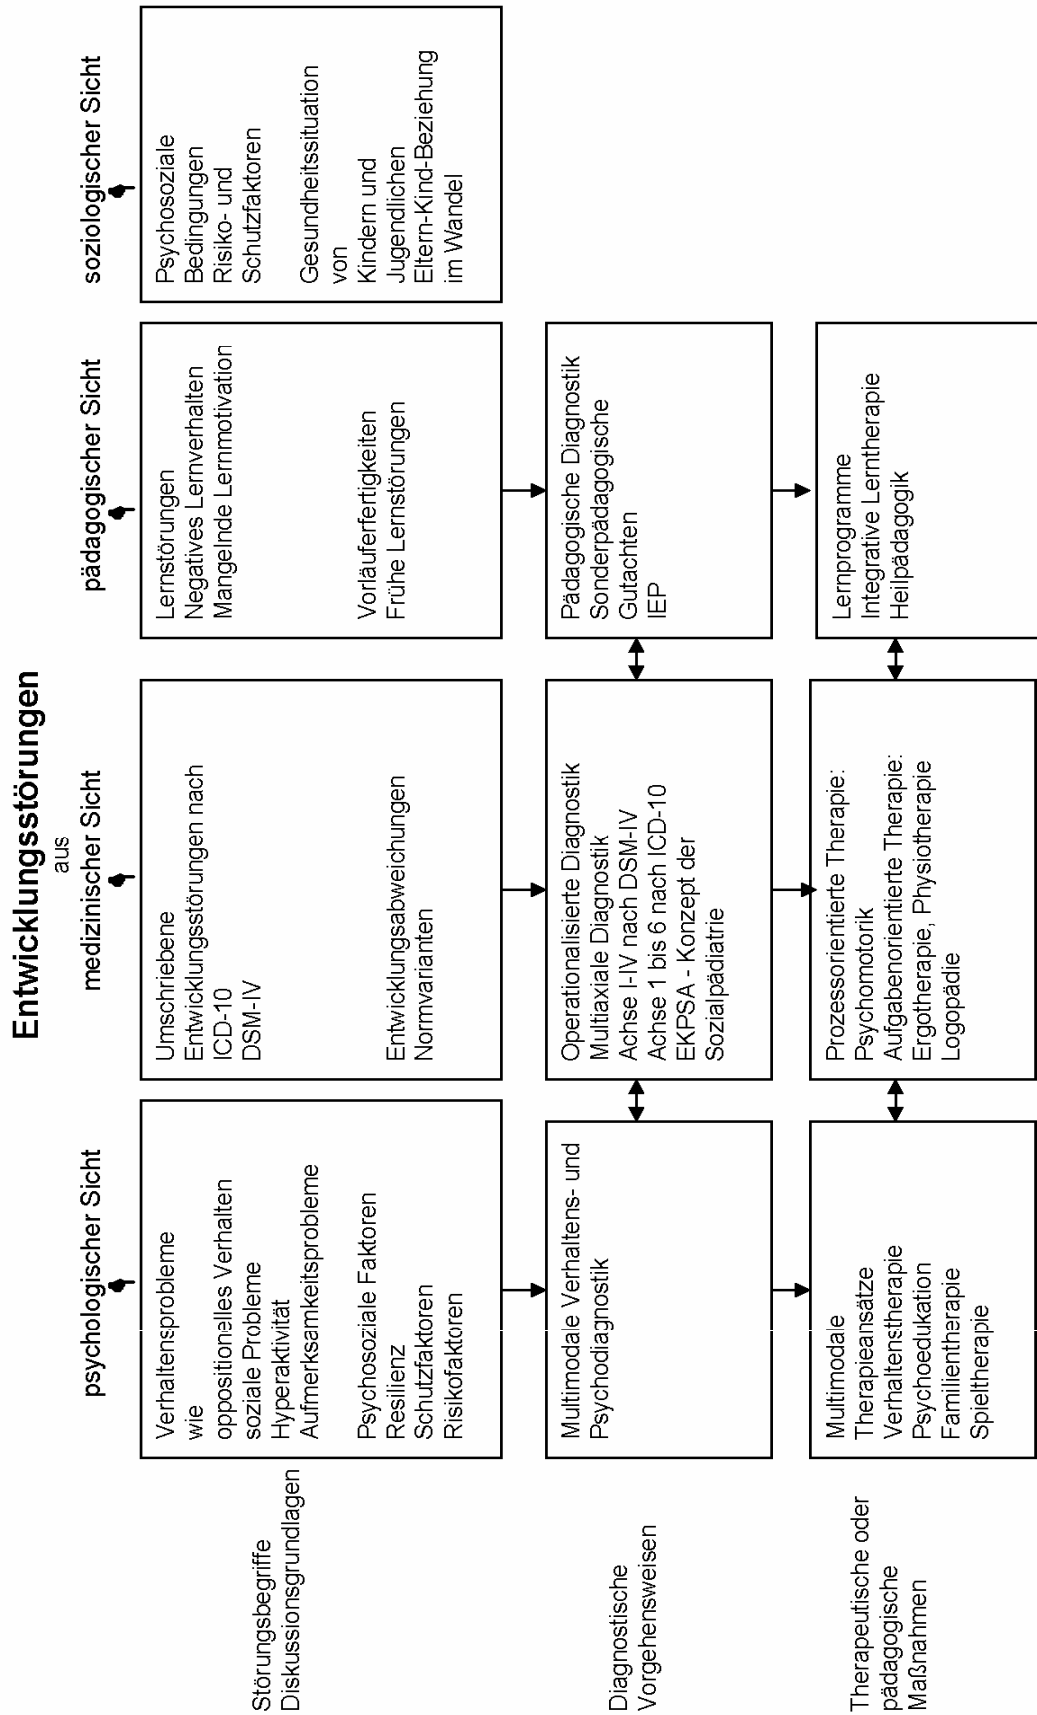 Entwicklungsstörungen
aus
psychologischer Sicht
medizinischer Sicht
pädagogischer Sicht
soziologischer Sicht
Störungsbegriffe
Diskussionsgrundlagen
Verhaltensprobleme
wie
oppositionelles Verhalten
soziale Probleme
Hyperaktivität
Aufmerksamkeitsprobleme
Psychosoziale Faktoren
Resilienz
Schutzfaktoren
Risikofaktoren
Umschriebene
Entwicklungsstörungen nach
ICD-10
DSM-IV
Entwicklungsabweichungen
Normvarianten
Lernstörungen
Negatives Lernverhalten
Mangelnde Lernmotivation
Vorläuferfertigkeiten
Frühe Lernstörungen
Psychosoziale
Bedingungen
Risiko- und
Schutzfaktoren
Gesundheitssituation
von
Kindern und
Jugendlichen
Eltern-Kind-Beziehung
im Wandel
Diagnostische
Vorgehensweisen
Multimodale Verhaltens- und
Psychodiagnostik
Operationalisierte Diagnostik
Multiaxiale Diagnostik
Achse I-IV nach DSM-IV
Achse 1 bis 6 nach ICD-10
EKPSA - Konzept der
Sozialpädiatrie
Pädagogische Diagnostik
Sonderpädagogische
Gutachten
IEP
Therapeutische oder
pädagogische
Maßnahmen
Multimodale
Therapieansätze
Verhaltenstherapie
Psychoedukation
Familientherapie
Spieltherapie
Prozessorientierte Therapie:
Psychomotorik
Aufgabenorientierte Therapie:
Ergotherapie, Physiotherapie
Logopädie
Lernprogramme
Integrative Lerntherapie
Heilpädagogik